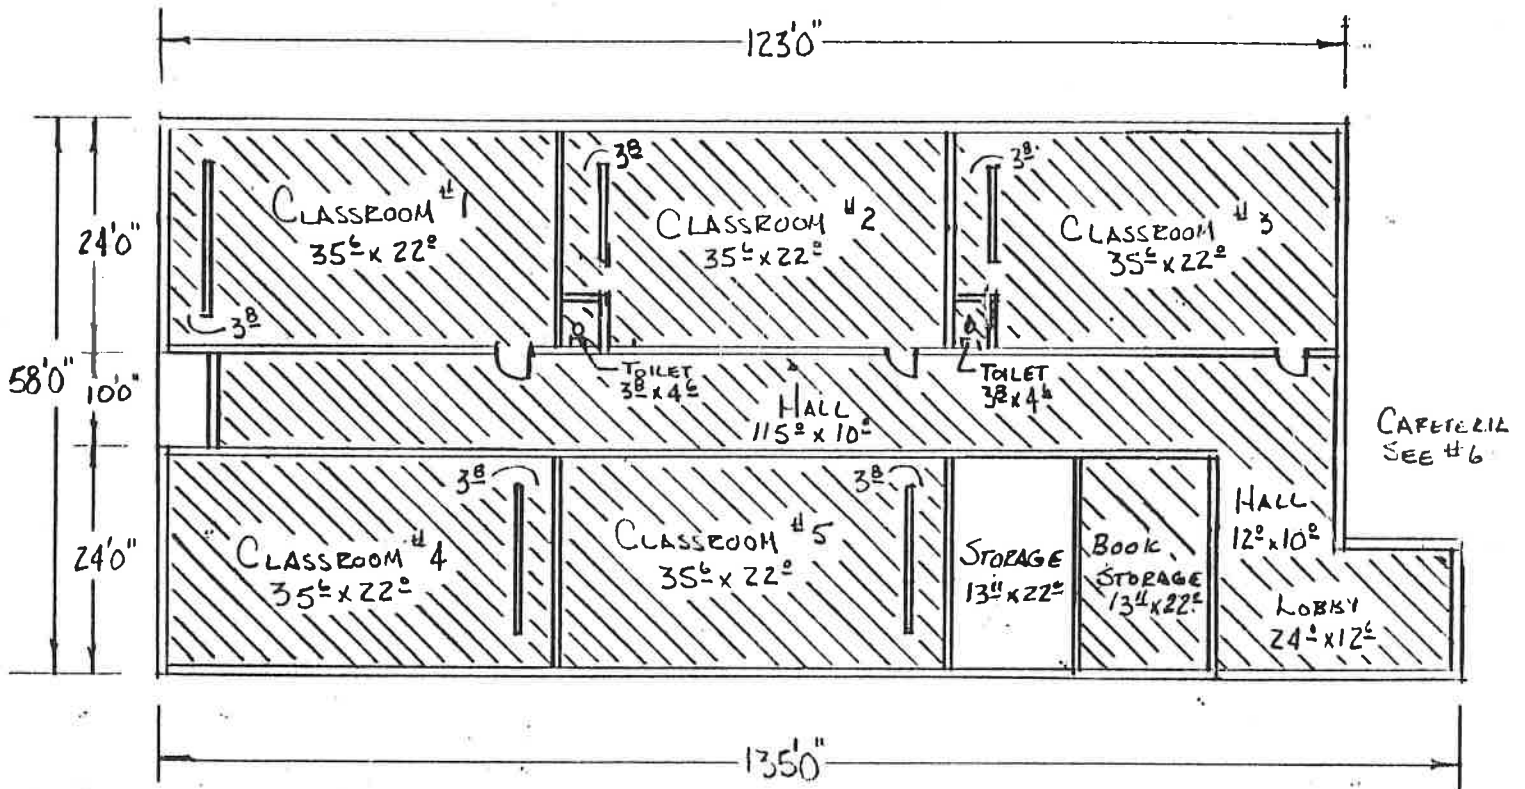 123'0"
3⁸
3⁸
CLASSROOM #1
35⁶ x 22⁰
CLASSROOM #2
35⁶ x 22⁰
CLASSROOM #3
35⁶ x 22⁰
24'0"
3⁸
TOILET
3⁸ x 4⁶
TOILET
3⁸ x 4⁶
58'0"
10'0"
HALL
115⁰ x 10⁰
CAFETERIA
SEE #6
3⁸
3⁸
HALL
12⁰ x 10⁰
24'0"
CLASSROOM #4
35⁶ x 22⁰
CLASSROOM #5
35⁶ x 22⁰
STORAGE
13¹¹ x 22⁰
BOOK
STORAGE
13¹¹ x 22⁰
LOBBY
24⁰ x 12⁶
135'0"